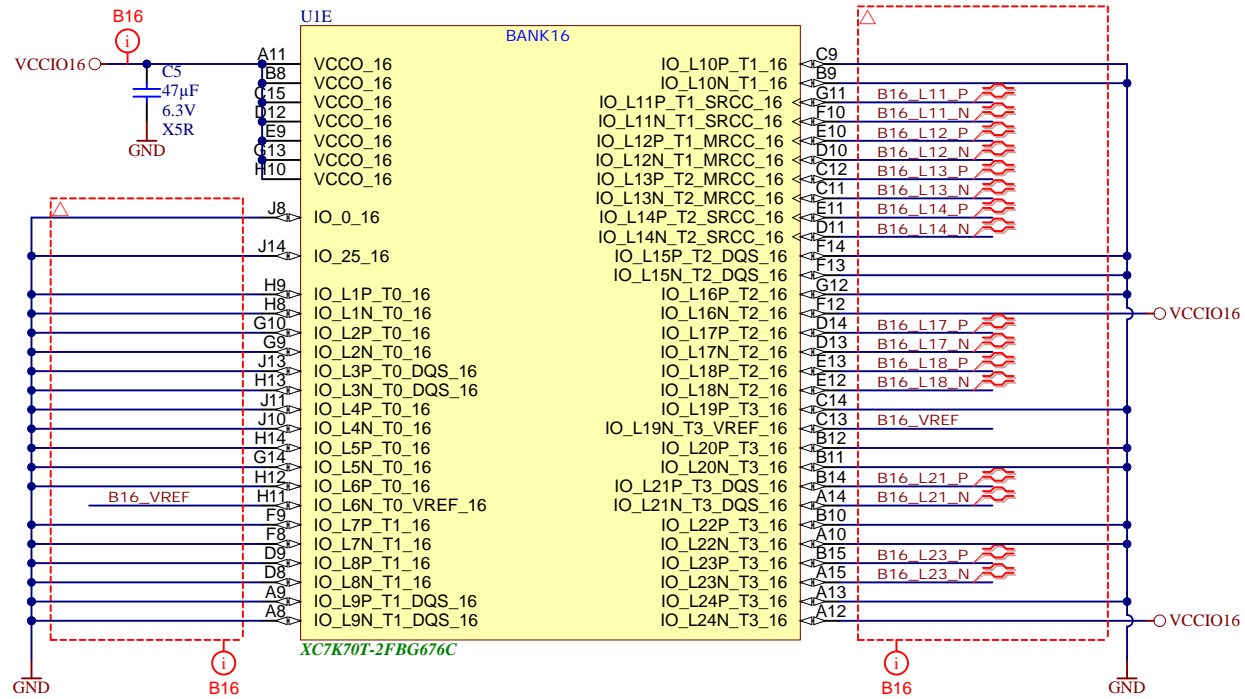 B16
i
VCCIO16
C5
47µF
6.3V
X5R
GND
U1E
BANK16
A11 VCCO_16
B8 VCCO_16
C15 VCCO_16
D12 VCCO_16
E9 VCCO_16
G13 VCCO_16
H10 VCCO_16
J8 IO_0_16
J14 IO_25_16
H9 IO_L1P_T0_16
H8 IO_L1N_T0_16
G10 IO_L2P_T0_16
G9 IO_L2N_T0_16
J13 IO_L3P_T0_DQS_16
H13 IO_L3N_T0_DQS_16
J11 IO_L4P_T0_16
J10 IO_L4N_T0_16
H14 IO_L5P_T0_16
G14 IO_L5N_T0_16
H12 IO_L6P_T0_16
B16_VREF H11 IO_L6N_T0_VREF_16
F9 IO_L7P_T1_16
F8 IO_L7N_T1_16
D9 IO_L8P_T1_16
D8 IO_L8N_T1_16
A9 IO_L9P_T1_DQS_16
A8 IO_L9N_T1_DQS_16
IO_L10P_T1_16 C9
IO_L10N_T1_16 B9
IO_L11P_T1_SRCC_16 G11 B16_L11_P
IO_L11N_T1_SRCC_16 F10 B16_L11_N
IO_L12P_T1_MRCC_16 E10 B16_L12_P
IO_L12N_T1_MRCC_16 D10 B16_L12_N
IO_L13P_T2_MRCC_16 C12 B16_L13_P
IO_L13N_T2_MRCC_16 C11 B16_L13_N
IO_L14P_T2_SRCC_16 E11 B16_L14_P
IO_L14N_T2_SRCC_16 D11 B16_L14_N
IO_L15P_T2_DQS_16 F14
IO_L15N_T2_DQS_16 F13
IO_L16P_T2_16 G12
IO_L16N_T2_16 F12 VCCIO16
IO_L17P_T2_16 D14 B16_L17_P
IO_L17N_T2_16 D13 B16_L17_N
IO_L18P_T2_16 E13 B16_L18_P
IO_L18N_T2_16 E12 B16_L18_N
IO_L19P_T3_16 C14
IO_L19N_T3_VREF_16 C13 B16_VREF
IO_L20P_T3_16 B12
IO_L20N_T3_16 B11
IO_L21P_T3_DQS_16 B14 B16_L21_P
IO_L21N_T3_DQS_16 A14 B16_L21_N
IO_L22P_T3_16 B10
IO_L22N_T3_16 A10
IO_L23P_T3_16 B15 B16_L23_P
IO_L23N_T3_16 A15 B16_L23_N
IO_L24P_T3_16 A13
IO_L24N_T3_16 A12 VCCIO16
XC7K70T-2FBG676C
GND
i
B16
i
B16
GND